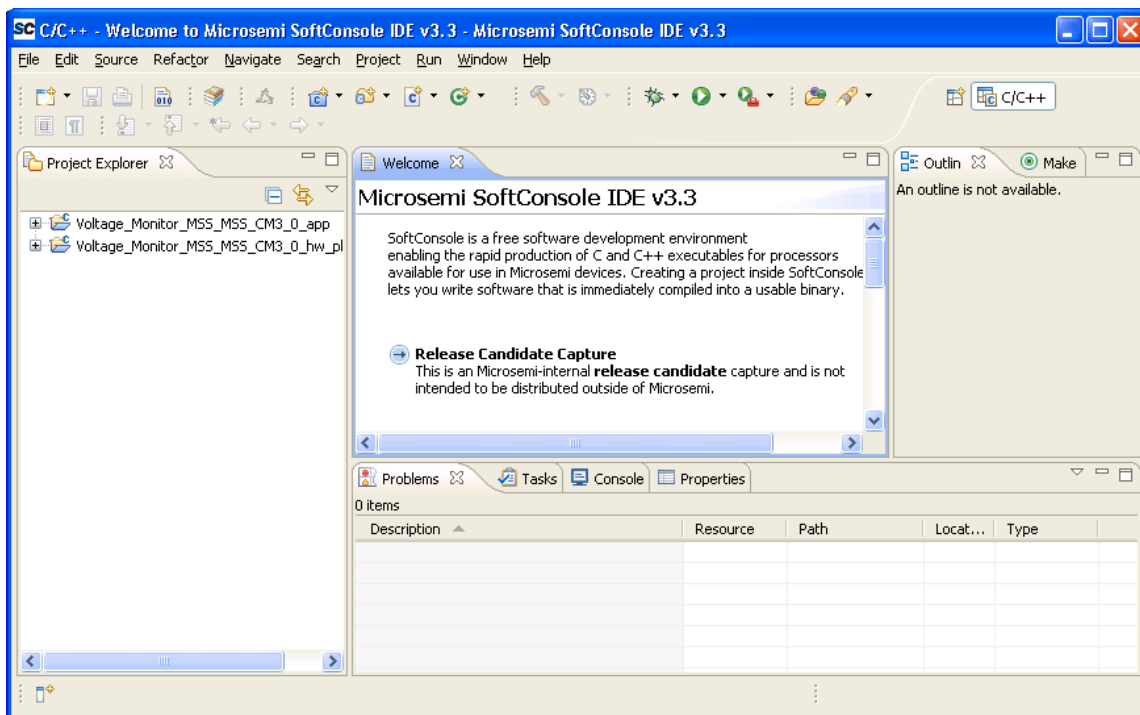 SC C/C++ - Welcome to Microsemi SoftConsole IDE v3.3 - Microsemi SoftConsole IDE v3.3
File Edit Source Refactor Navigate Search Project Run Window Help
010
C/C++
Project Explorer
Welcome
Outlin
Make
Microsemi SoftConsole IDE v3.3
An outline is not available.
Voltage_Monitor_MSS_MSS_CM3_0_app
Voltage_Monitor_MSS_MSS_CM3_0_hw_pl
SoftConsole is a free software development environment
enabling the rapid production of C and C++ executables for processors
available for use in Microsemi devices. Creating a project inside SoftConsole
lets you write software that is immediately compiled into a usable binary.
Release Candidate Capture
This is an Microsemi-internal release candidate capture and is not
intended to be distributed outside of Microsemi.
Problems Tasks Console Properties
0 items
Description Resource Path Locat... Type